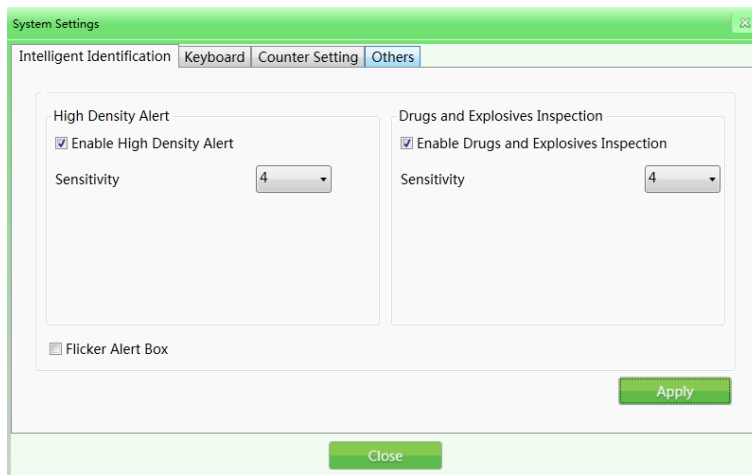 System Settings
Intelligent Identification Keyboard Counter Setting Others
High Density Alert Drugs and Explosives Inspection
Enable High Density Alert Enable Drugs and Explosives Inspection
Sensitivity 4 Sensitivity 4
Flicker Alert Box
Apply
Close